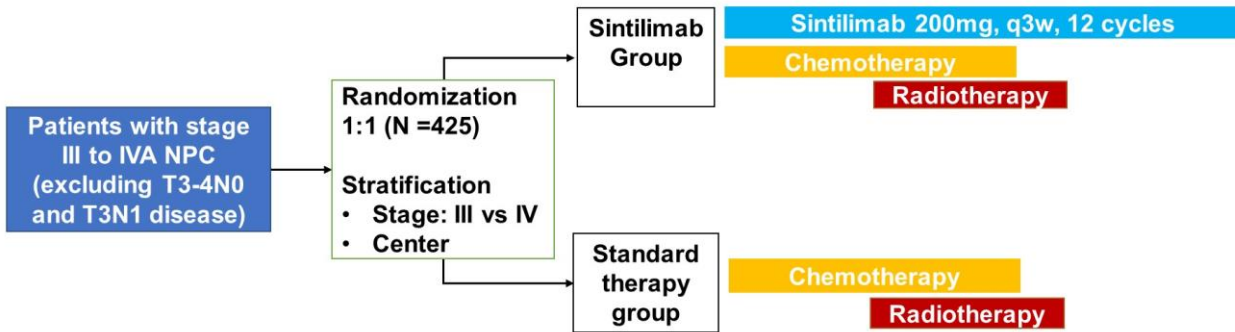 Patients with stage
III to IVA NPC
(excluding T3-4N0
and T3N1 disease)
Randomization
1:1 (N =425)
Stratification
• Stage: III vs IV
• Center
Sintilimab
Group
Sintilimab 200mg, q3w, 12 cycles
Chemotherapy
Radiotherapy
Standard
therapy
group
Chemotherapy
Radiotherapy